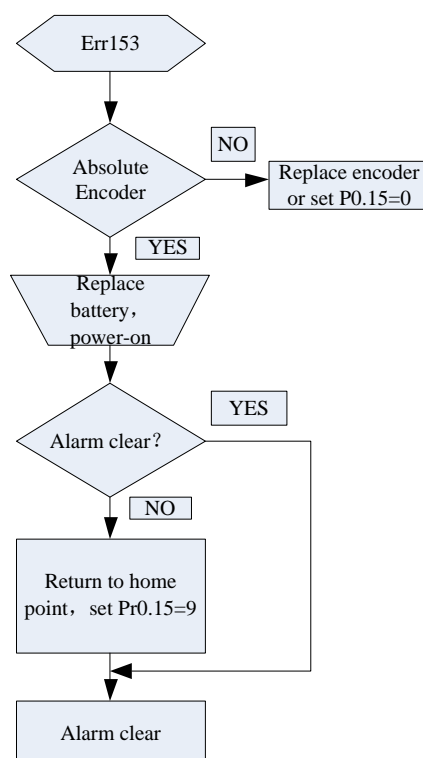 Err153
NO
Absolute
Encoder
Replace encoder
or set P0.15=0
YES
Replace
battery，
power-on
YES
Alarm clear？
NO
Return to home
point，set Pr0.15=9
Alarm clear